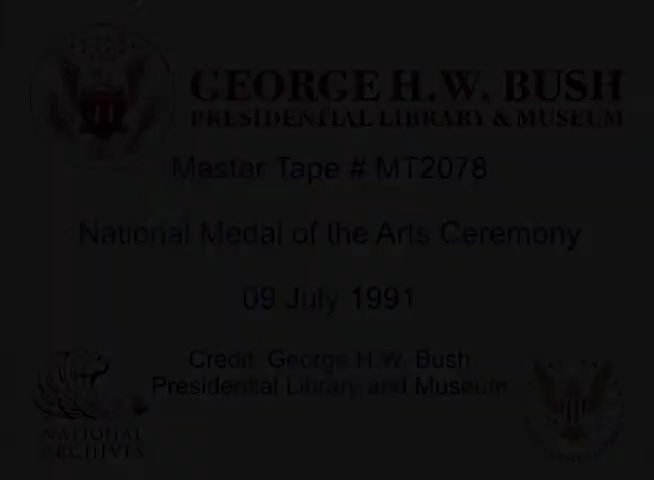 GEORGE H.W. BUSH
PRESIDENTIAL LIBRARY & MUSEUM
Master Tape # MT2078
National Medal of the Arts Ceremony
09 July 1991
Credit: George H.W. Bush
Presidential Library and Museum
NATIONAL
ARCHIVES